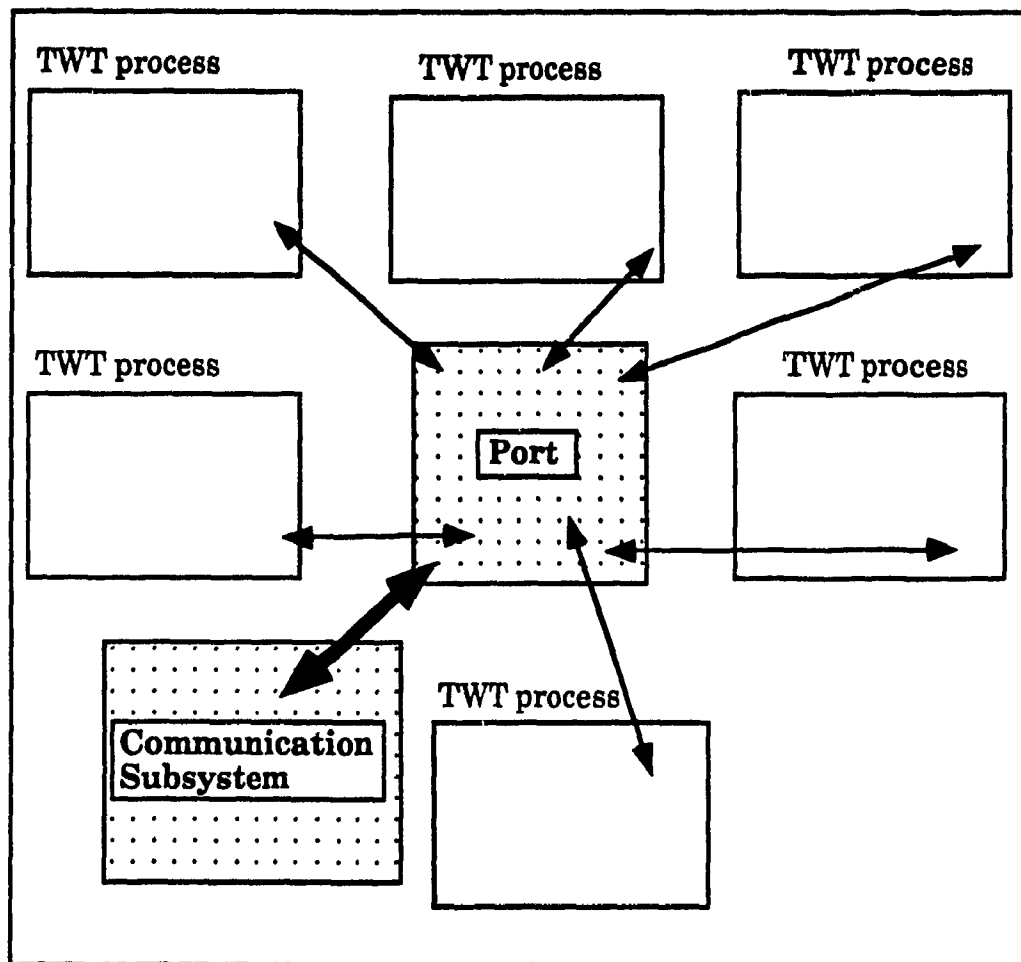 TWT process
TWT process
TWT process
TWT process
TWT process
Port
TWT process
Communication
Subsystem